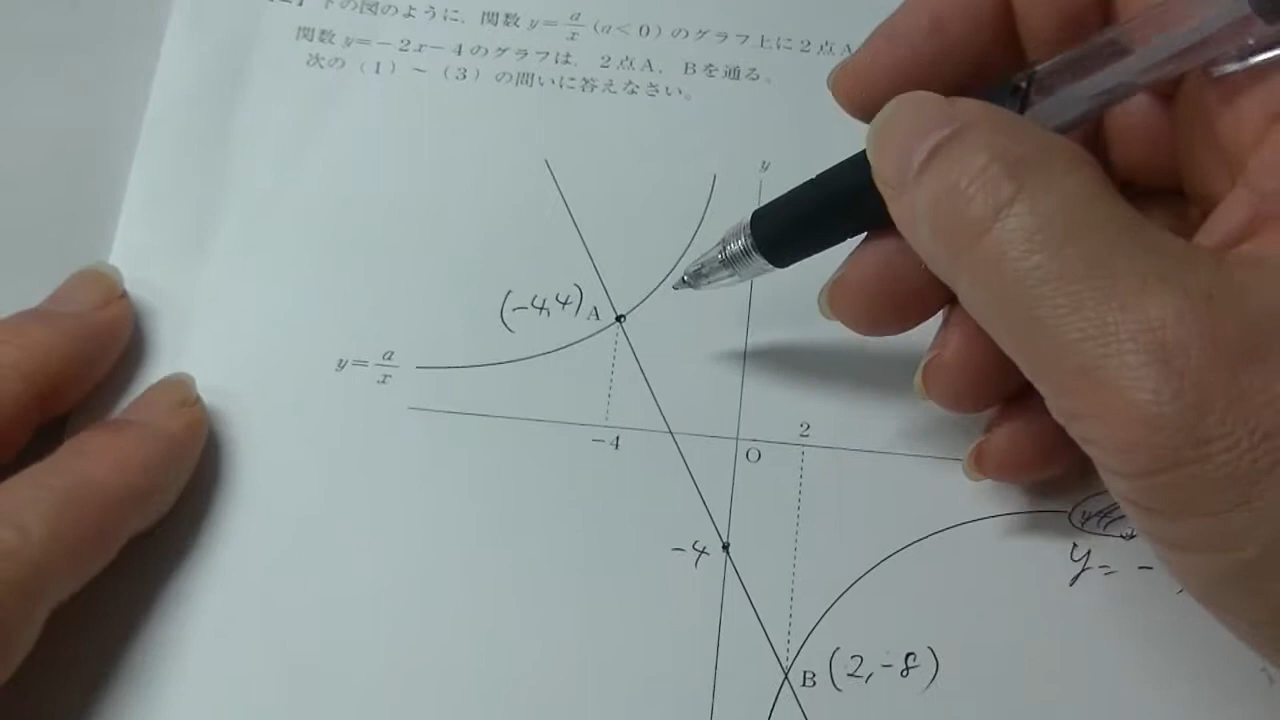 下の図のように、関数 y=a/x (a<0) のグラフ上に2点A
関数 y=-2x-4 のグラフは、2点A、Bを通る。
次の（1）～（3）の問いに答えなさい。
y
(-4,4) A
y=a/x
-4
2
O
-4
y=-
B (2,-8)